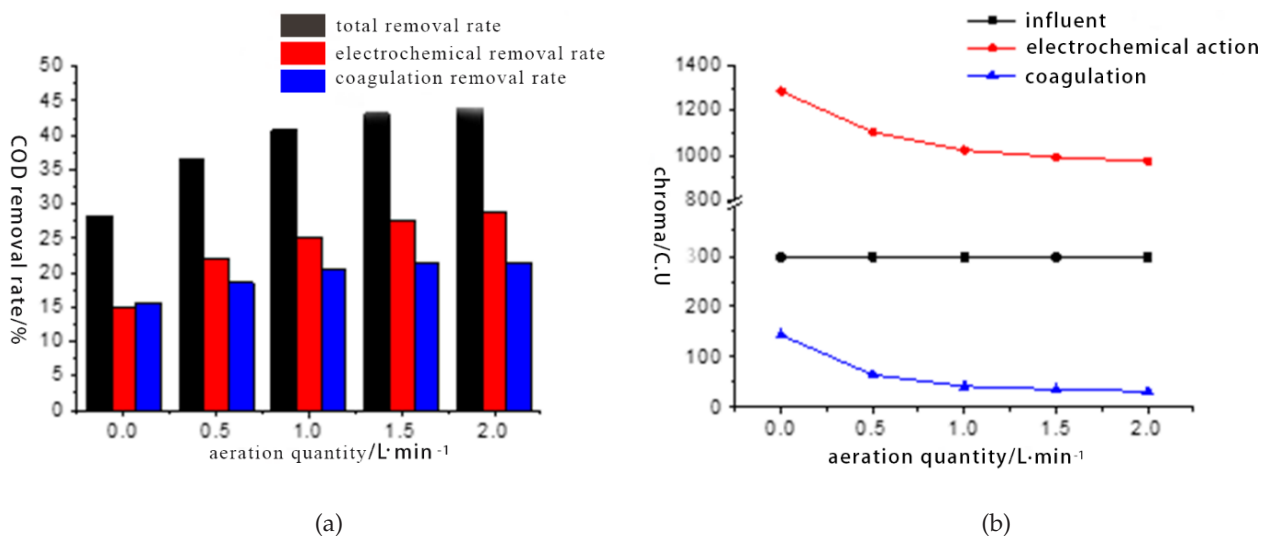 total removal rate
electrochemical removal rate
coagulation removal rate
50
45
40
35
30
25
20
15
10
5
0
COD removal rate/%
0.0 0.5 1.0 1.5 2.0
aeration quantity/L·min⁻¹
(a)
influent
electrochemical action
coagulation
1400
1200
1000
800
300
200
100
0
chroma/C.U
0.0 0.5 1.0 1.5 2.0
aeration quantity/L·min⁻¹
(b)